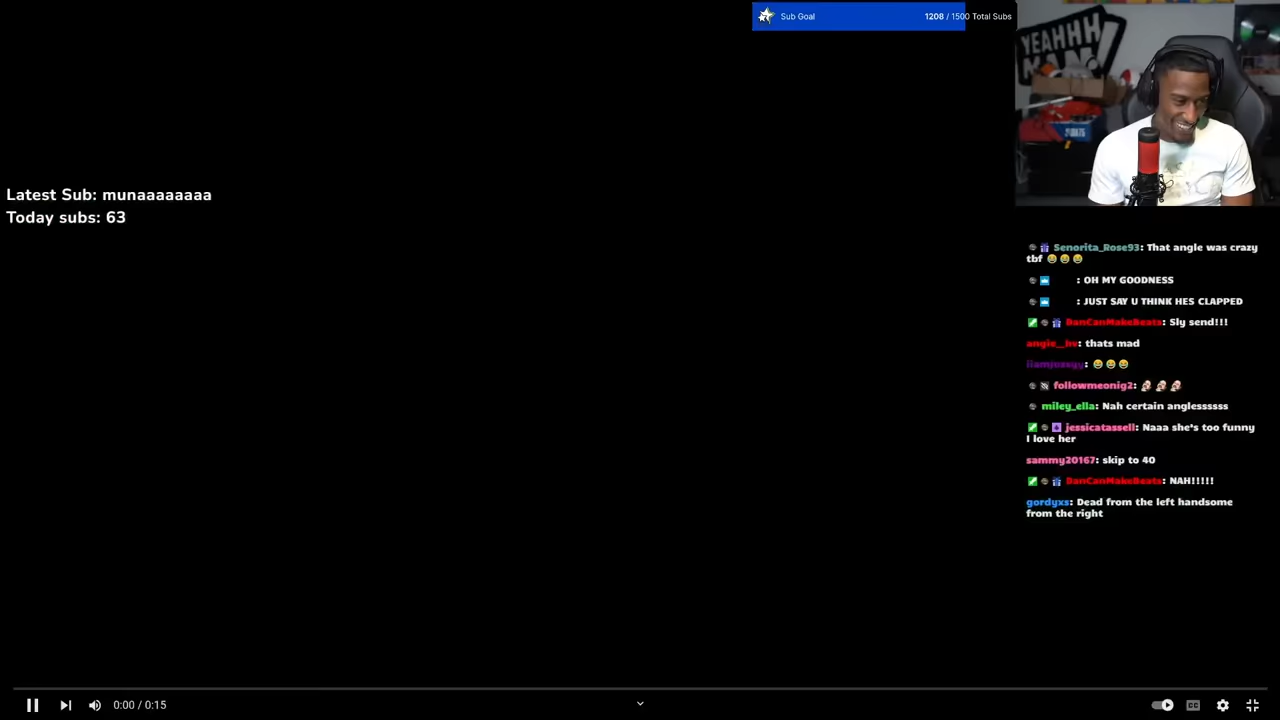 Sub Goal
1208 / 1500 Total Subs
YEAHHH
Latest Sub: munaaaaaaaa
Today subs: 63
Senorita_Rose93: That angle was crazy
tbf 😂😂😂
: OH MY GOODNESS
: JUST SAY U THINK HES CLAPPED
DanCanMakeBeats: Sly send!!!
angie_hv: thats mad
: 😂😂😂
followmeonig2:
miley_ella: Nah certain anglessssss
jessicatassell: Naaa she's too funny
I love her
sammy20167: skip to 40
DanCanMakeBeats: NAH!!!!!
gordyxs: Dead from the left handsome
from the right
0:00 / 0:15
CC